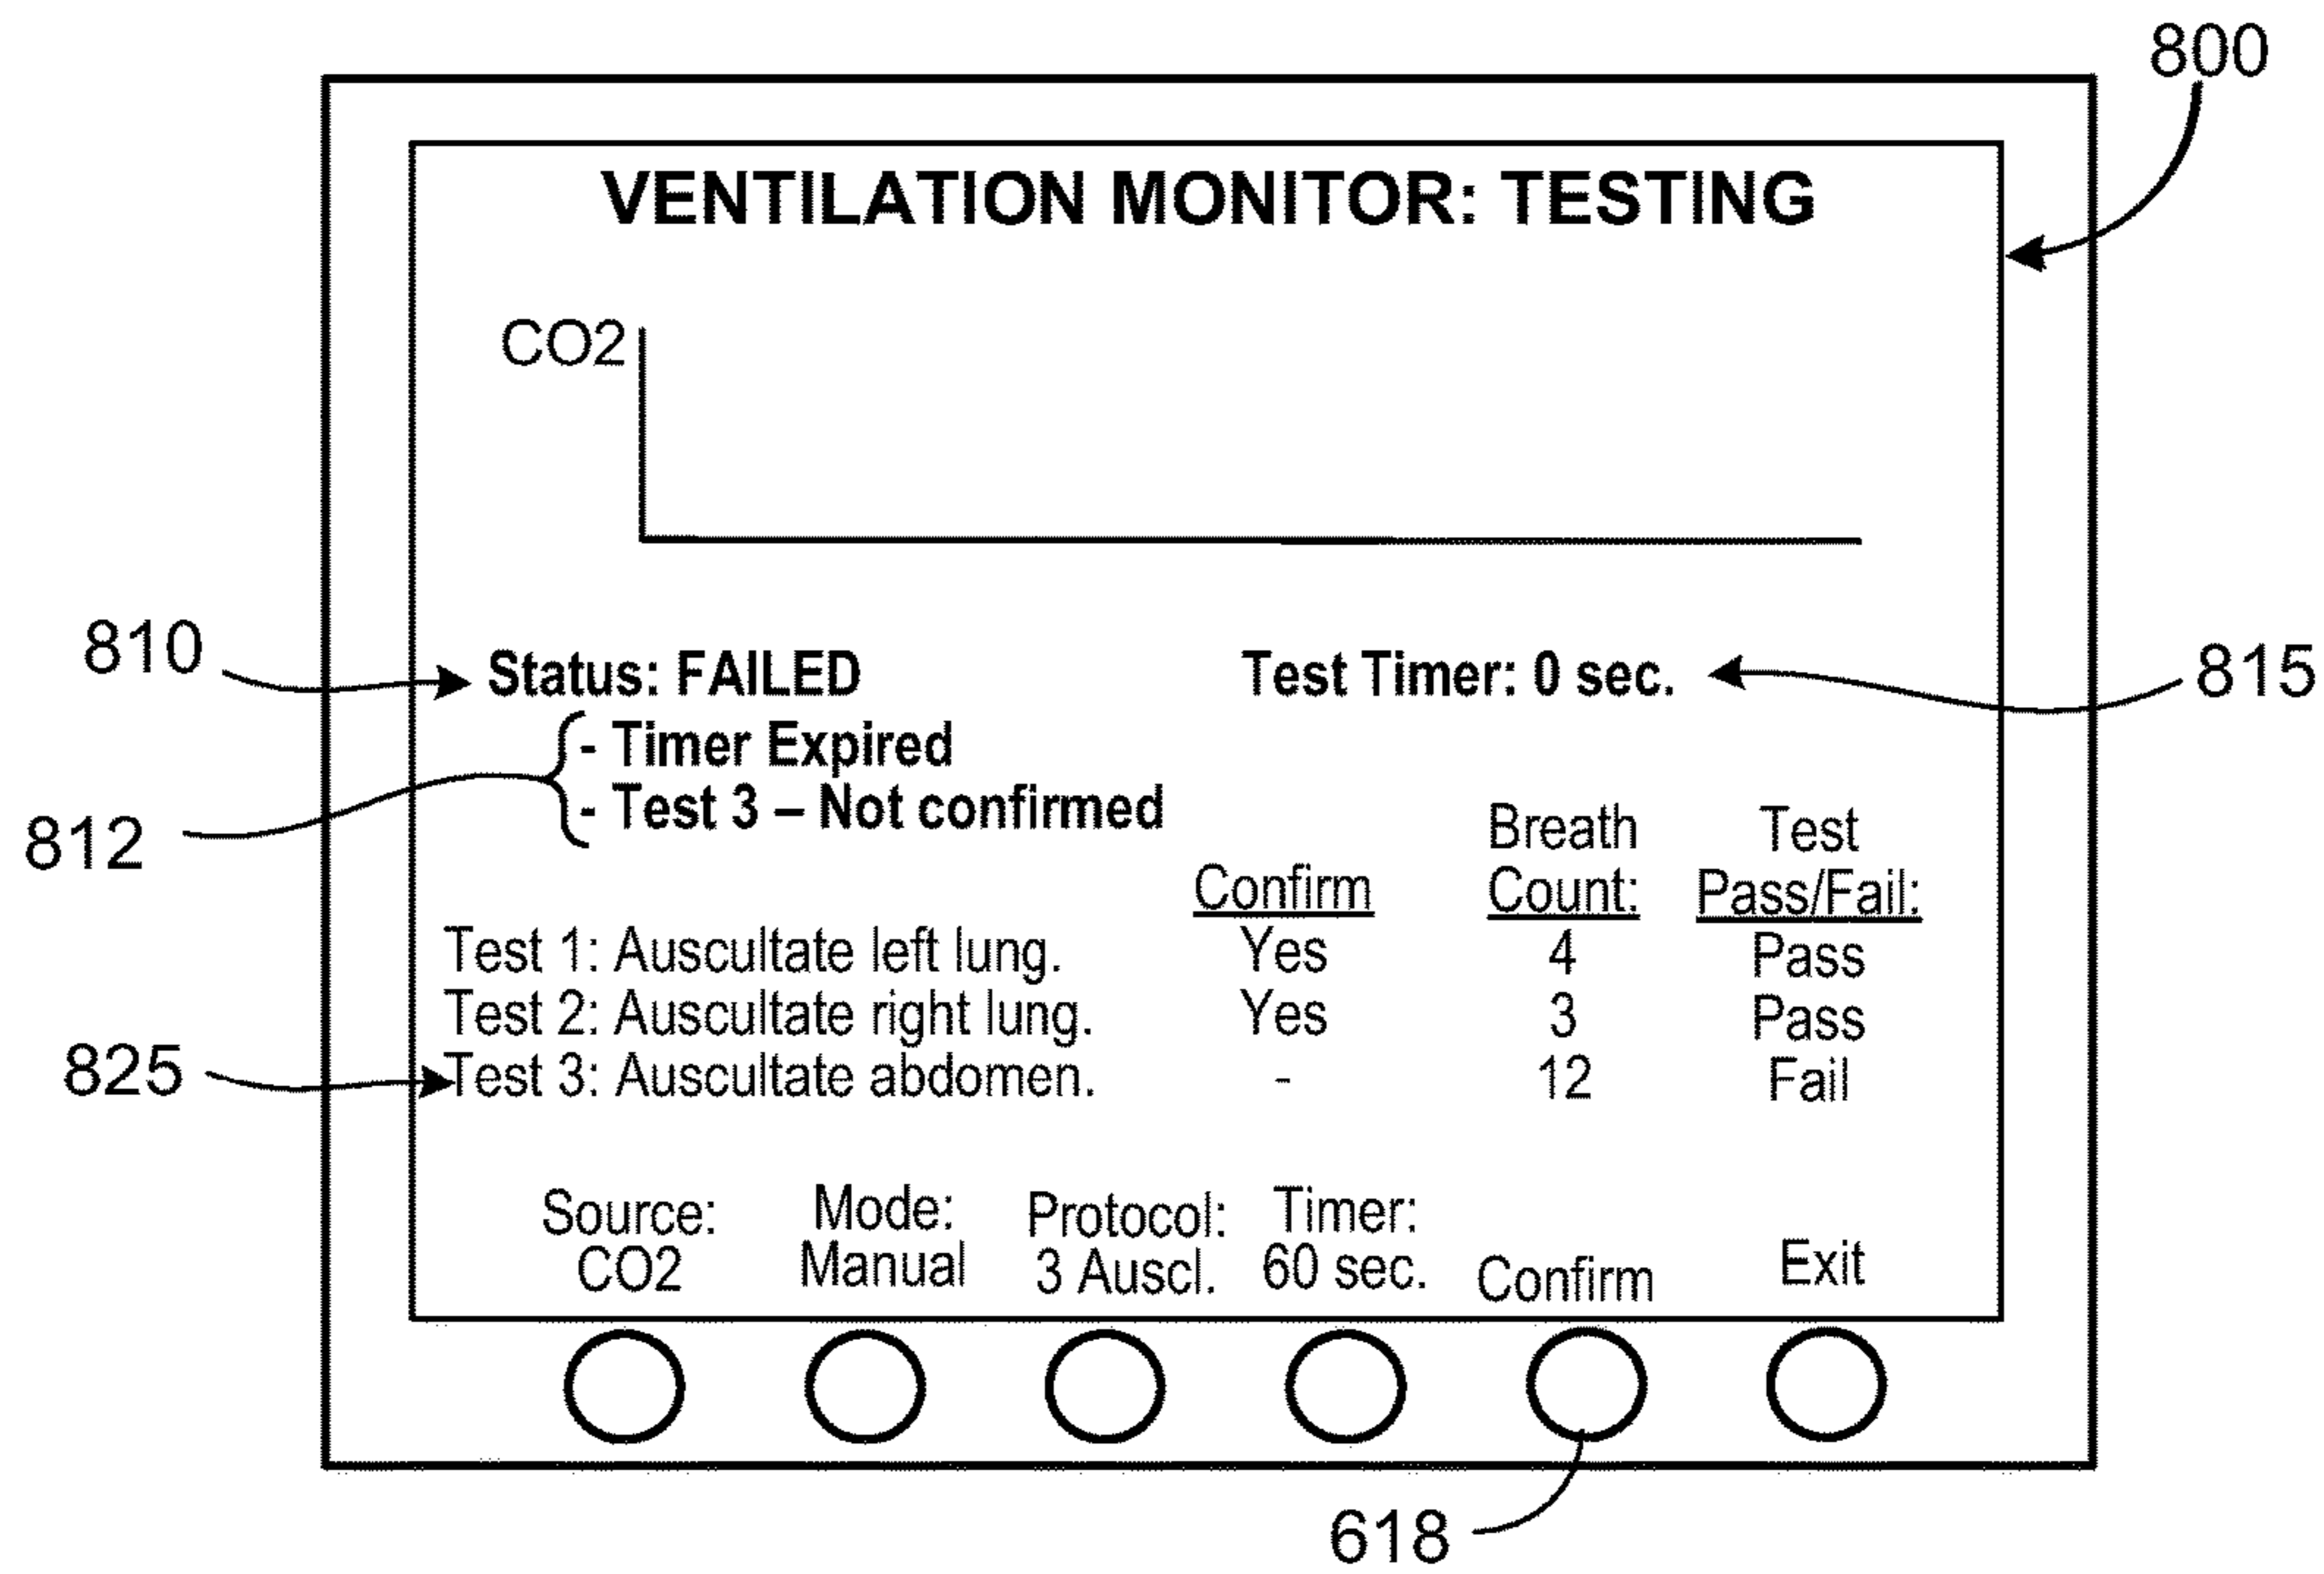 800
VENTILATION MONITOR: TESTING
CO2
810
Status: FAILED
Test Timer: 0 sec.
815
- Timer Expired
812
- Test 3 – Not confirmed
Confirm
Breath
Count:
Test
Pass/Fail:
Test 1: Auscultate left lung. Yes 4 Pass
Test 2: Auscultate right lung. Yes 3 Pass
825
Test 3: Auscultate abdomen. - 12 Fail
Source:
CO2
Mode:
Manual
Protocol:
3 Auscl.
Timer:
60 sec.
Confirm
Exit
618